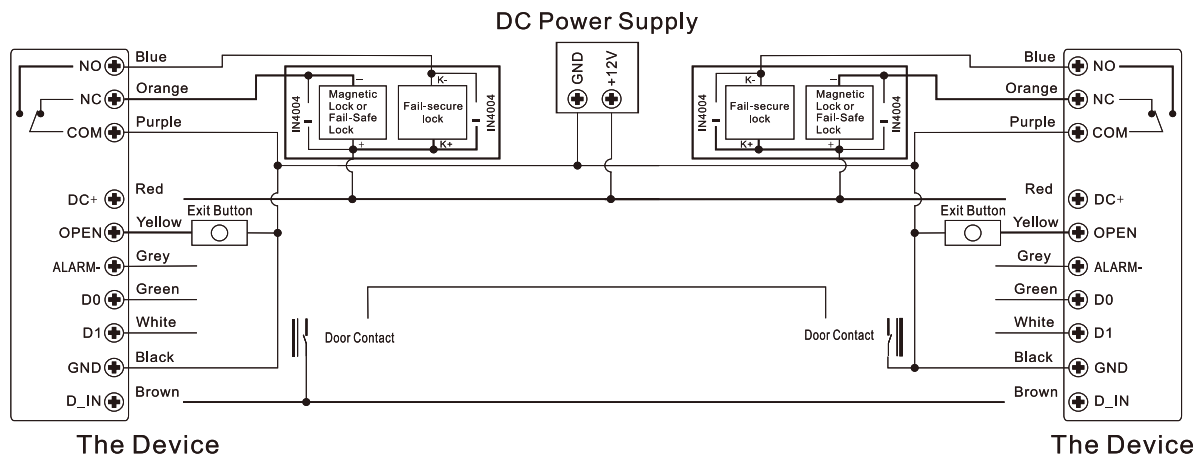 DC Power Supply
GND
+12V
NO
Blue
NC
Orange
COM
Purple
DC+
Red
OPEN
Yellow
Exit Button
ALARM-
Grey
D0
Green
D1
White
GND
Black
D_IN
Brown
The Device
IN4004
−
Magnetic
Lock or
Fail-Safe
Lock
+
K-
Fail-secure
lock
K+
IN4004
Door Contact
IN4004
K-
Fail-secure
lock
K+
−
Magnetic
Lock or
Fail-Safe
Lock
+
IN4004
Door Contact
Blue
NO
Orange
NC
Purple
COM
Red
DC+
Exit Button
Yellow
OPEN
Grey
ALARM-
Green
D0
White
D1
Black
GND
Brown
D_IN
The Device